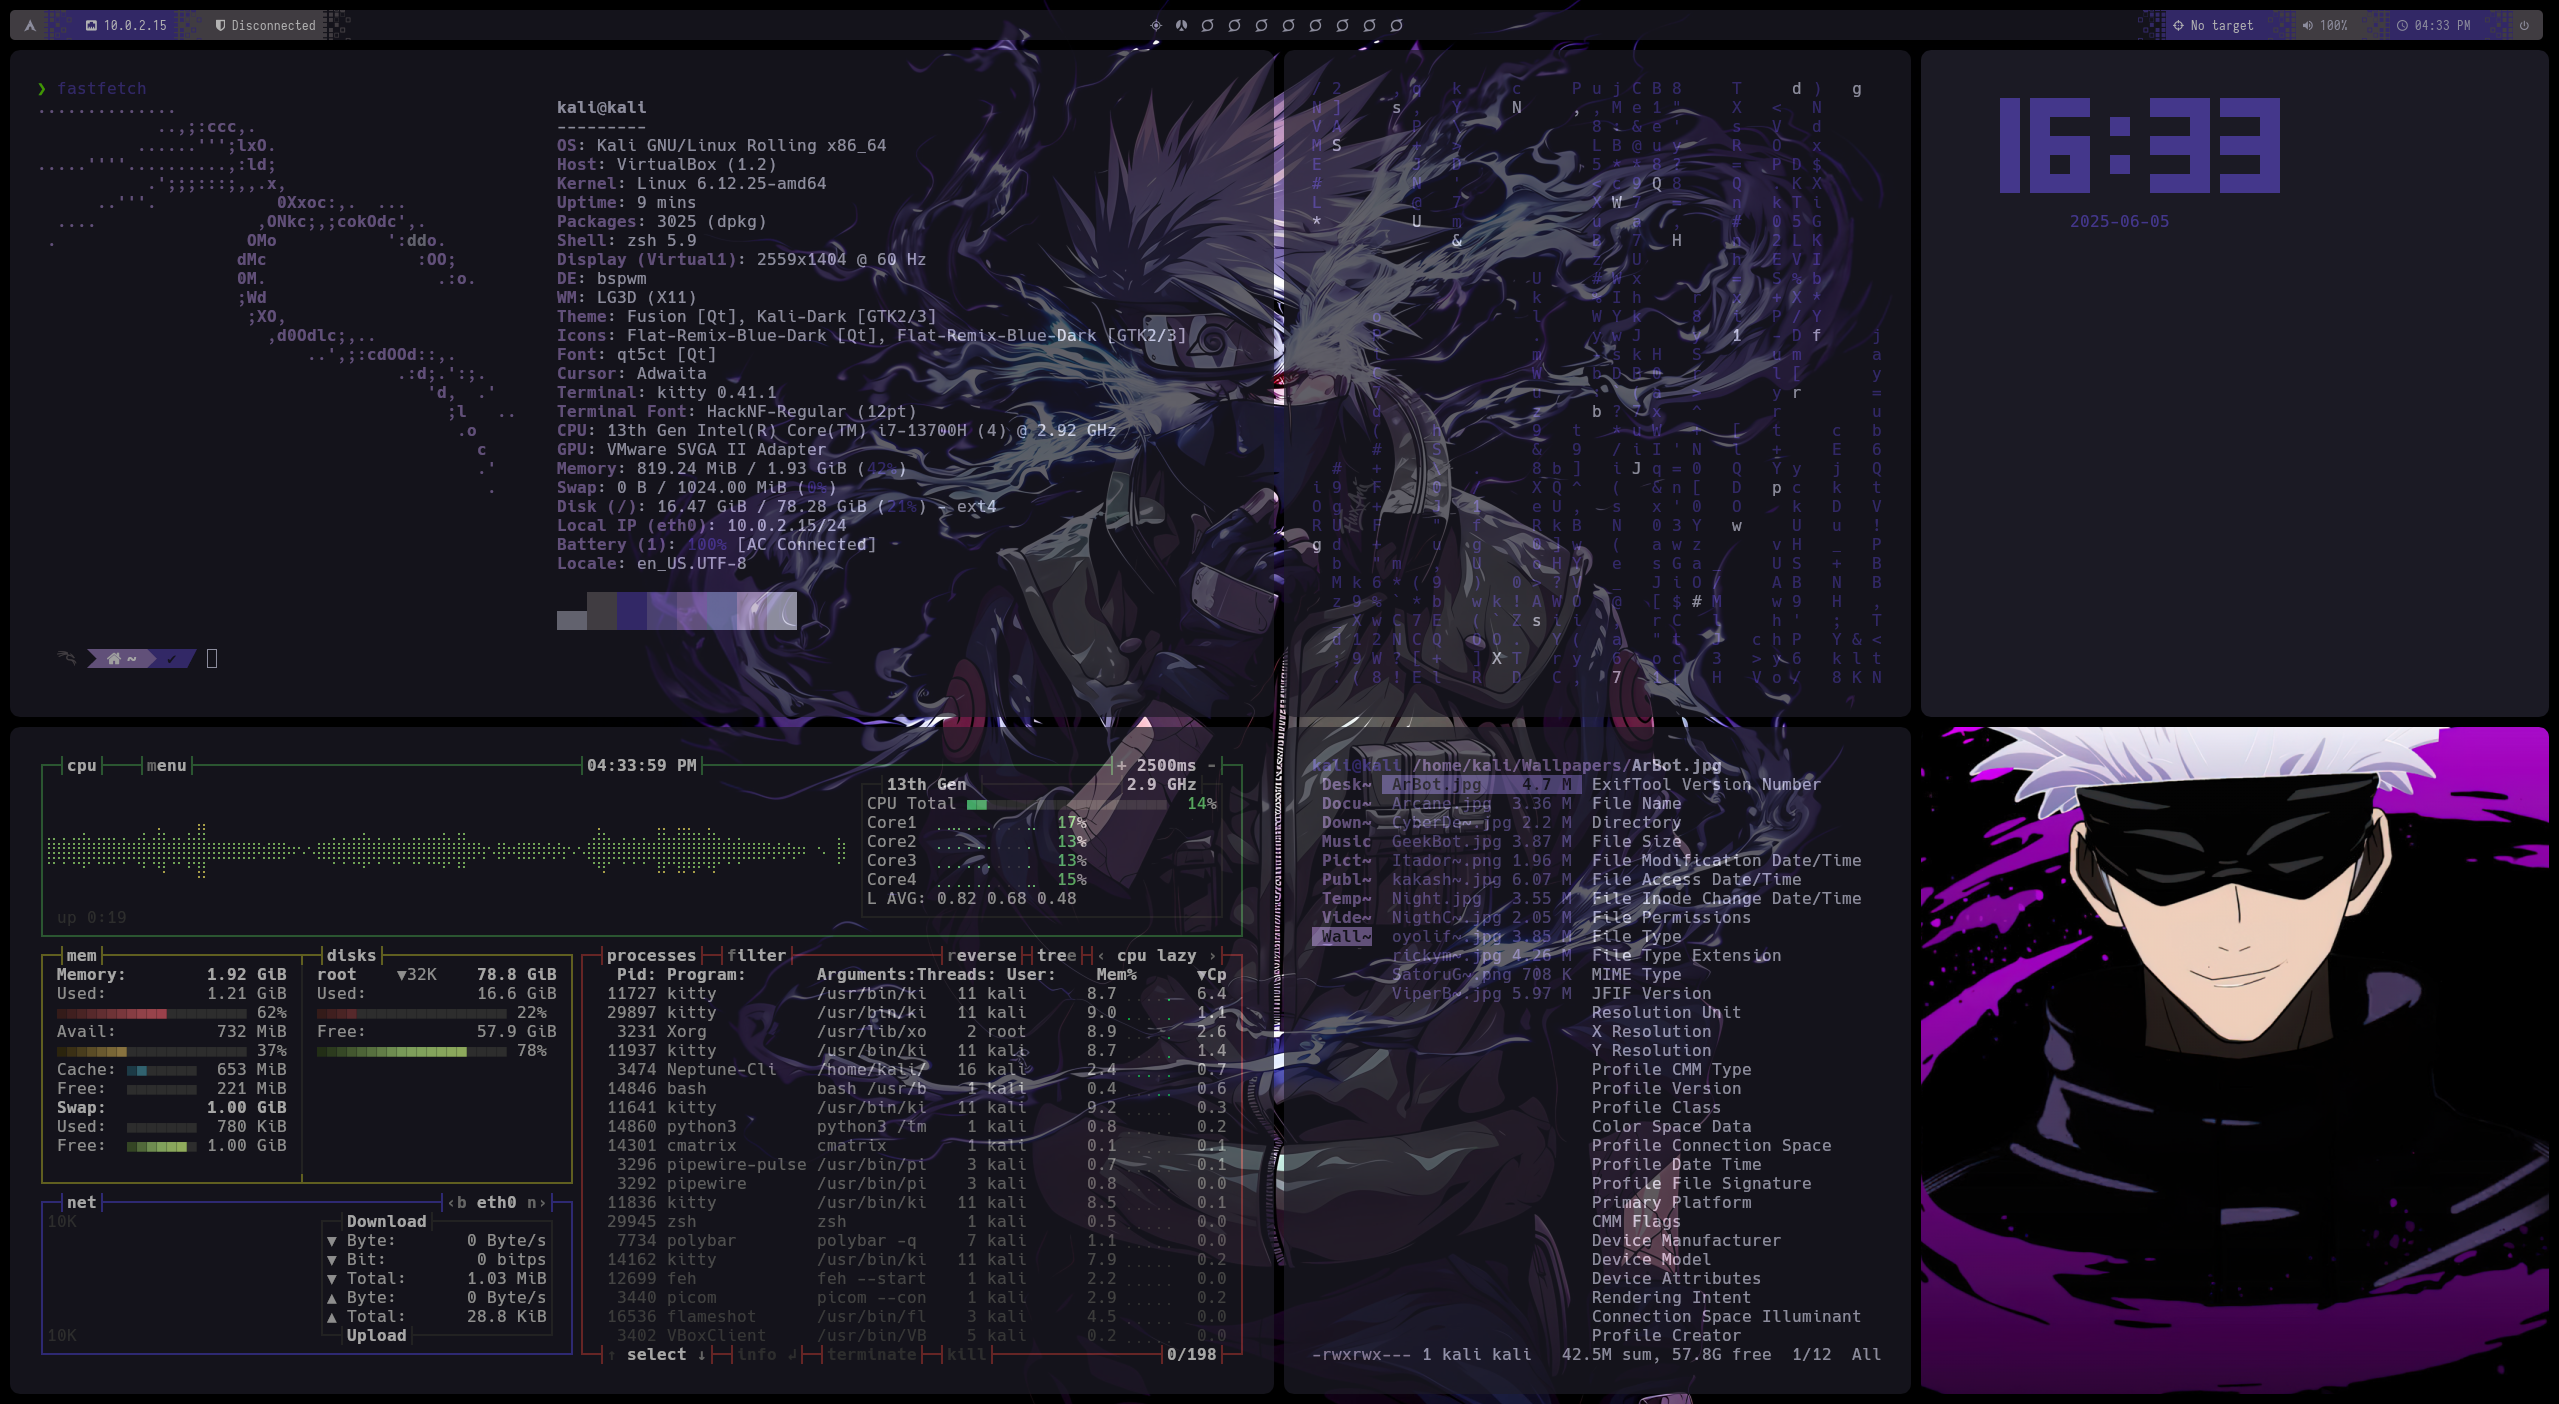 10.0.2.15 Disconnected No target 100% 04:33 PM
❯ fastfetch
kali@kali
---------
OS: Kali GNU/Linux Rolling x86_64
Host: VirtualBox (1.2)
Kernel: Linux 6.12.25-amd64
Uptime: 9 mins
Packages: 3025 (dpkg)
Shell: zsh 5.9
Display (Virtual1): 2559x1404 @ 60 Hz
DE: bspwm
WM: LG3D (X11)
Theme: Fusion [Qt], Kali-Dark [GTK2/3]
Icons: Flat-Remix-Blue-Dark [Qt], Flat-Remix-Blue-Dark [GTK2/3]
Font: qt5ct [Qt]
Cursor: Adwaita
Terminal: kitty 0.41.1
Terminal Font: HackNF-Regular (12pt)
CPU: 13th Gen Intel(R) Core(TM) i7-13700H (4) @ 2.92 GHz
GPU: VMware SVGA II Adapter
Memory: 819.24 MiB / 1.93 GiB (42%)
Swap: 0 B / 1024.00 MiB (0%)
Disk (/): 16.47 GiB / 78.28 GiB (21%) - ext4
Local IP (eth0): 10.0.2.15/24
Battery (1): 100% [AC Connected]
Locale: en_US.UTF-8
~ ✓
16:33
2025-06-05
cpu menu 04:33:59 PM + 2500ms -
13th Gen 2.9 GHz
CPU Total 14%
Core1 17%
Core2 13%
Core3 13%
Core4 15%
L AVG: 0.82 0.68 0.48
up 0:19
mem disks
Memory: 1.92 GiB root ▼32K 78.8 GiB
Used: 1.21 GiB Used: 16.6 GiB
62% 22%
Avail: 732 MiB Free: 57.9 GiB
37% 78%
Cache: 653 MiB
Free: 221 MiB
Swap: 1.00 GiB
Used: 780 KiB
Free: 1.00 GiB
net ‹b eth0 n›
10K Download
▼ Byte: 0 Byte/s
▼ Bit: 0 bitps
▼ Total: 1.03 MiB
▲ Byte: 0 Byte/s
▲ Total: 28.8 KiB
10K Upload
processes filter reverse tree ‹ cpu lazy ›
Pid: Program: Arguments:Threads: User: Mem% ▼Cp
11727 kitty /usr/bin/ki 11 kali 8.7 6.4
29897 kitty /usr/bin/ki 11 kali 9.0 1.1
3231 Xorg /usr/lib/xo 2 root 8.9 2.6
11937 kitty /usr/bin/ki 11 kali 8.7 1.4
3474 Neptune-Cli /home/kali/ 16 kali 2.4 0.7
14846 bash bash /usr/b 1 kali 0.4 0.6
11641 kitty /usr/bin/ki 11 kali 9.2 0.3
14860 python3 python3 /tm 1 kali 0.8 0.2
14301 cmatrix cmatrix 1 kali 0.1 0.1
3296 pipewire-pulse /usr/bin/pi 3 kali 0.7 0.1
3292 pipewire /usr/bin/pi 3 kali 0.8 0.0
11836 kitty /usr/bin/ki 11 kali 8.5 0.1
29945 zsh zsh 1 kali 0.5 0.0
7734 polybar polybar -q 7 kali 1.1 0.0
14162 kitty /usr/bin/ki 11 kali 7.9 0.2
12699 feh feh --start 1 kali 2.2 0.0
3440 picom picom --con 1 kali 2.9 0.2
16536 flameshot /usr/bin/fl 3 kali 4.5 0.0
3402 VBoxClient /usr/bin/VB 5 kali 0.2 0.0
↑ select ↓ info ↲ terminate kill 0/198
kali@kali /home/kali/Wallpapers/ArBot.jpg
Desk~ ArBot.jpg 4.7 M ExifTool Version Number
Docu~ Arcane.jpg 3.36 M File Name
Down~ CyberDe~.jpg 2.2 M Directory
Music GeekBot.jpg 3.87 M File Size
Pict~ Itador~.png 1.96 M File Modification Date/Time
Publ~ kakash~.jpg 6.07 M File Access Date/Time
Temp~ Night.jpg 3.55 M File Inode Change Date/Time
Vide~ NigthC~.jpg 2.05 M File Permissions
Wall~ oyolif~.jpg 3.85 M File Type
rickym~.jpg 4.26 M File Type Extension
SatoruG~.png 708 K MIME Type
ViperB~.jpg 5.97 M JFIF Version
Resolution Unit
X Resolution
Y Resolution
Profile CMM Type
Profile Version
Profile Class
Color Space Data
Profile Connection Space
Profile Date Time
Profile File Signature
Primary Platform
CMM Flags
Device Manufacturer
Device Model
Device Attributes
Rendering Intent
Connection Space Illuminant
Profile Creator
-rwxrwx--- 1 kali kali 42.5M sum, 57.8G free 1/12 All